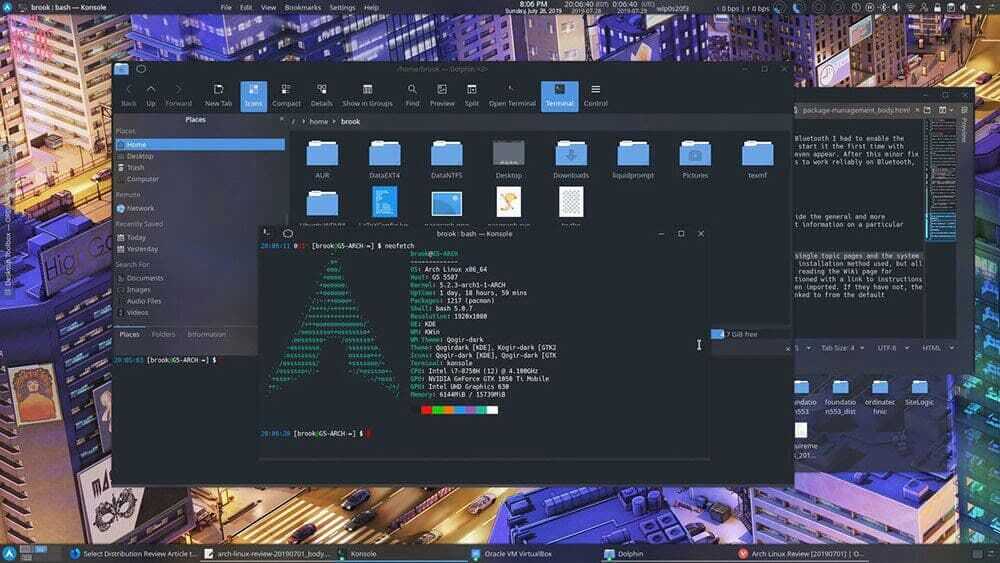 brook : bash — Konsole
File Edit View Bookmarks Settings Help
8:06 PM
Sunday, July 28, 2019
20:06:40 (EDT)
2019-07-28
0:06:40 (UTC)
2019-07-29
wlp0s20f3
0 bps
0 bps
/home/brook — Dolphin <2>
Back Up Forward New Tab Icons Compact Details Show in Groups Find Preview Split Open Terminal Terminal Control
Places
/ › home › brook
Places
Home
Desktop
Trash
Computer
Remote
Network
Recently Saved
Today
Yesterday
Search For
Documents
Images
Audio Files
Videos
Places Folders Information
AUR DataEXT4 DataNTFS Desktop Downloads liquidprompt Pictures texmf
package-management_body.html
Bluetooth I had to enable the
start it the first time with
even appear. After this minor fix
s to work reliably on Bluetooth,
ide the general and more
t information on a particular
single topic pages and the system
installation method used, but all
reading the Wiki page for
tioned with a link to instructions
en imported. If they have not, the
nked to from the default
Tab Size: 4 UTF-8 HTML
4.7 GiB free
brook : bash — Konsole
20:06:11 [brook@G5-ARCH:~] $ neofetch
brook@G5-ARCH
-------------
OS: Arch Linux x86_64
Host: G5 5587
Kernel: 5.2.3-arch1-1-ARCH
Uptime: 1 day, 18 hours, 59 mins
Packages: 1217 (pacman)
Shell: bash 5.0.7
Resolution: 1920x1080
DE: KDE
WM: KWin
WM Theme: Qogir-dark
Theme: Qogirdark [KDE], Kogir-dark [GTK2
Icons: Qogir-dark [KDE], Qogir-dark [GTK
Terminal: konsole
CPU: Intel i7-8750H (12) @ 4.100GHz
GPU: NVIDIA GeForce GTX 1050 Ti Mobile
GPU: Intel UHD Graphics 630
Memory: 6144MiB / 15739MiB
20:06:20 [brook@G5-ARCH:~] $
20:05:03 [brook@G5-ARCH:~] $
foundatio
n553_dist
ordinatec
hnic
SiteLogic
Desktop Toolbox —
Select Distribution Review Article t...
arch-linux-review-20190701_body....
Konsole
Oracle VM VirtualBox
Dolphin
Arch Linux Review [20190701] | O...